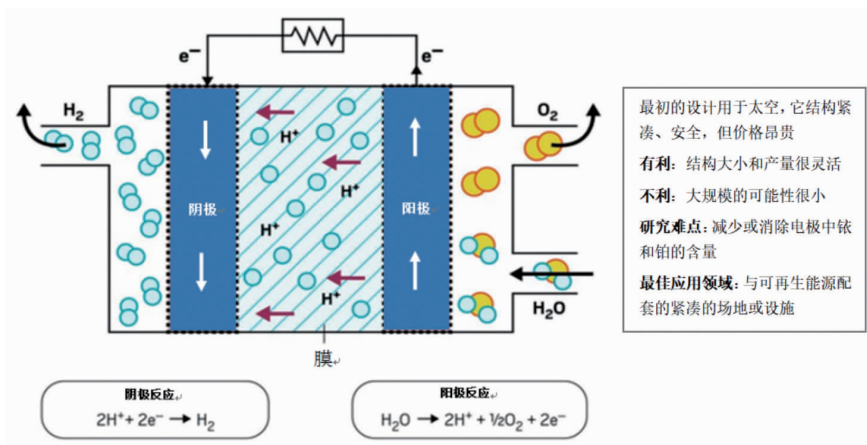 e⁻
e⁻
H₂
O₂
H⁺
H⁺
H⁺
H⁺
阴极
阳极
H₂O
膜
阴极反应
2H⁺ + 2e⁻ → H₂
阳极反应
H₂O → 2H⁺ + ½O₂ + 2e⁻
最初的设计用于太空，它结构紧
凑、安全，但价格昂贵
有利：结构大小和产量很灵活
不利：大规模的可能性很小
研究难点：减少或消除电极中铱
和铂的含量
最佳应用领域：与可再生能源配
套的紧凑的场地或设施